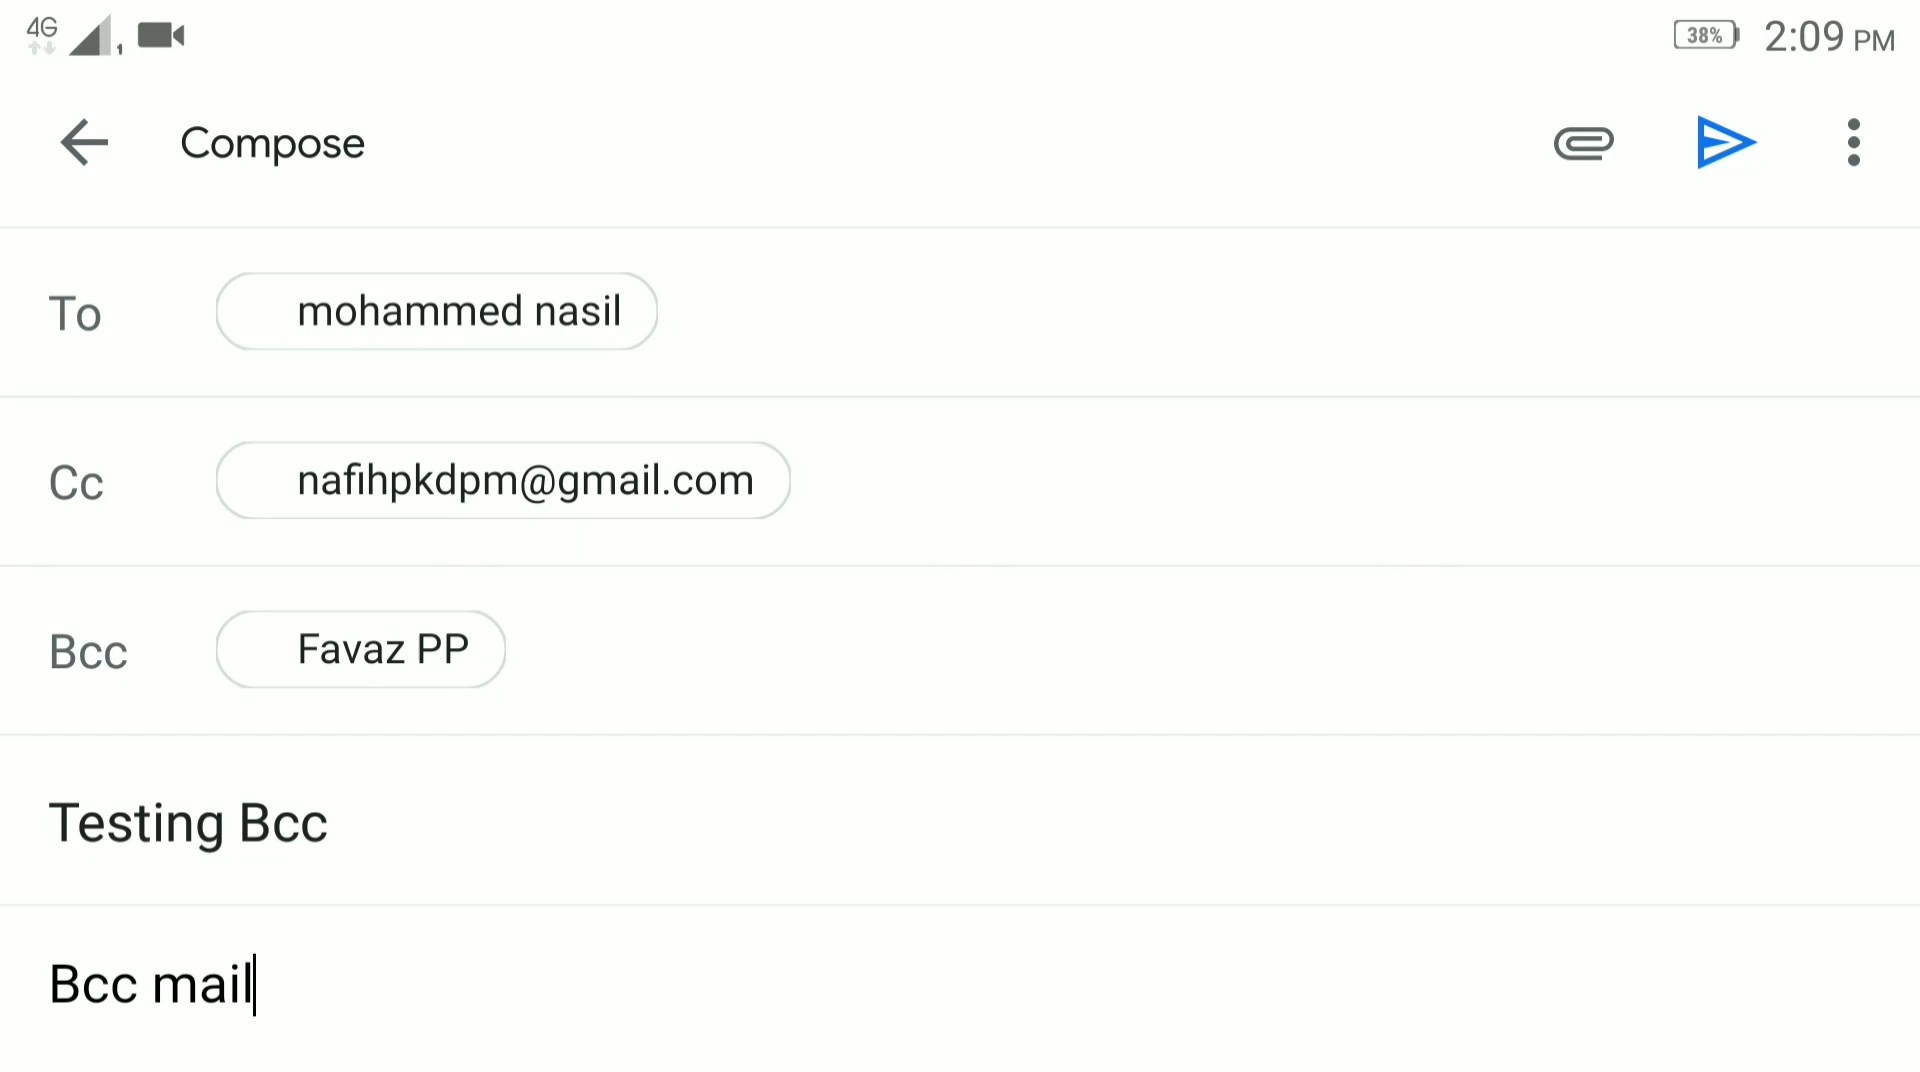 4G 1 38% 2:09 PM
Compose
To mohammed nasil
Cc nafihpkdpm@gmail.com
Bcc Favaz PP
Testing Bcc
Bcc mail